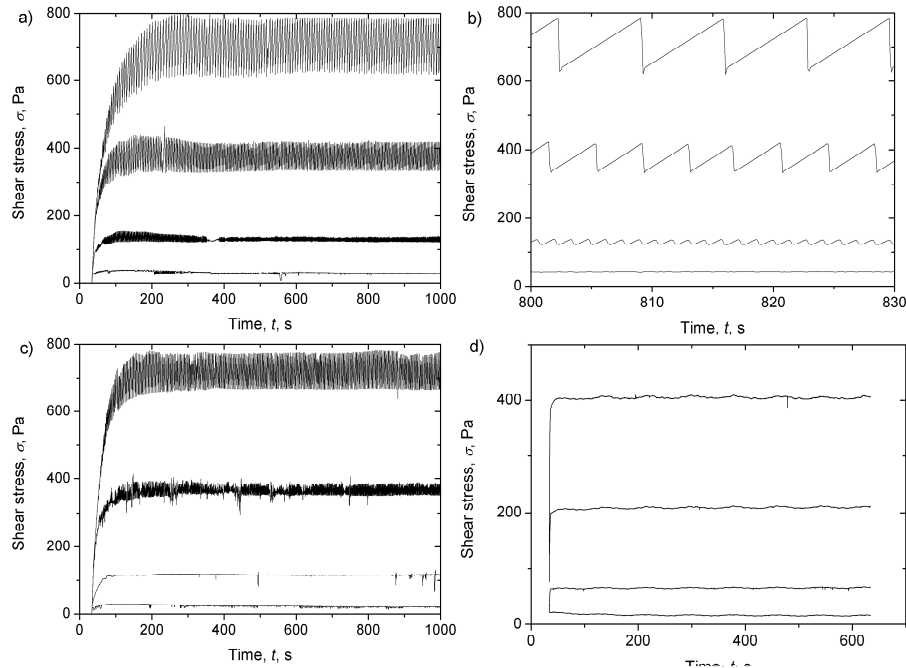 a)
800
600
400
200
0
Shear stress, σ, Pa
0 200 400 600 800 1000
Time, t, s
b)
800
600
400
200
0
Shear stress, σ, Pa
800 810 820 830
Time, t, s
c)
800
600
400
200
0
Shear stress, σ, Pa
0 200 400 600 800 1000
Time, t, s
d)
400
200
0
Shear stress, σ, Pa
0 200 400 600
Time, t, s